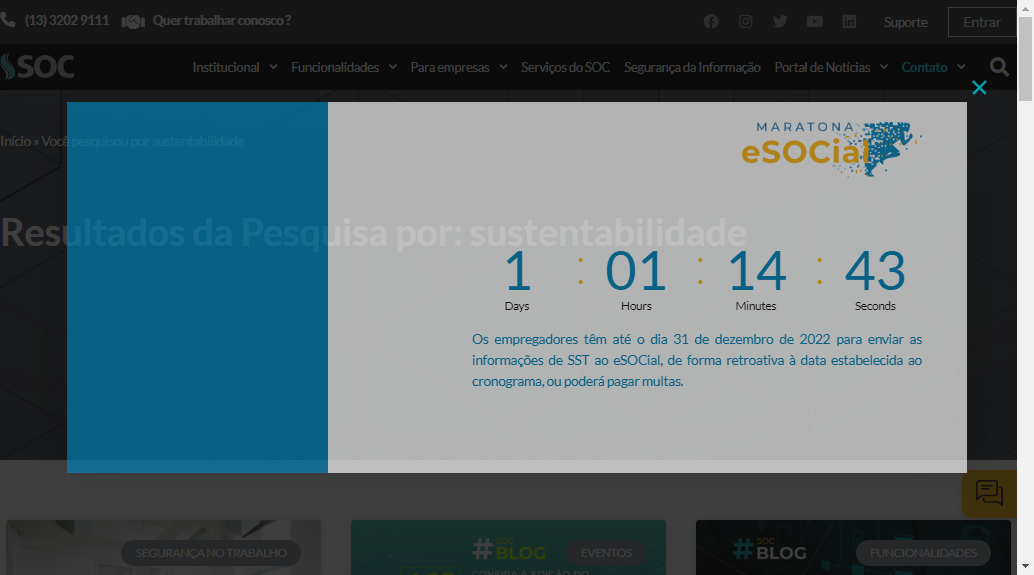 (13) 3202 9111 Quer trabalhar conosco ? Suporte Entrar
SOC Institucional Funcionalidades Para empresas Serviços do SOC Segurança da Informação Portal de Notícias Contato
Início » Você pesquisou por sustentabilidade
MARATONA
eSOCial
Resultados da Pesquisa por: sustentabilidade
1 : 01 : 14 : 43
Days Hours Minutes Seconds
Os empregadores têm até o dia 31 de dezembro de 2022 para enviar as
informações de SST ao eSOCial, de forma retroativa à data estabelecida ao
cronograma, ou poderá pagar multas.
SEGURANÇA NO TRABALHO
#SOC BLOG EVENTOS
CONFIRA A EDIÇÃO DO
#SOC BLOG FUNCIONALIDADES